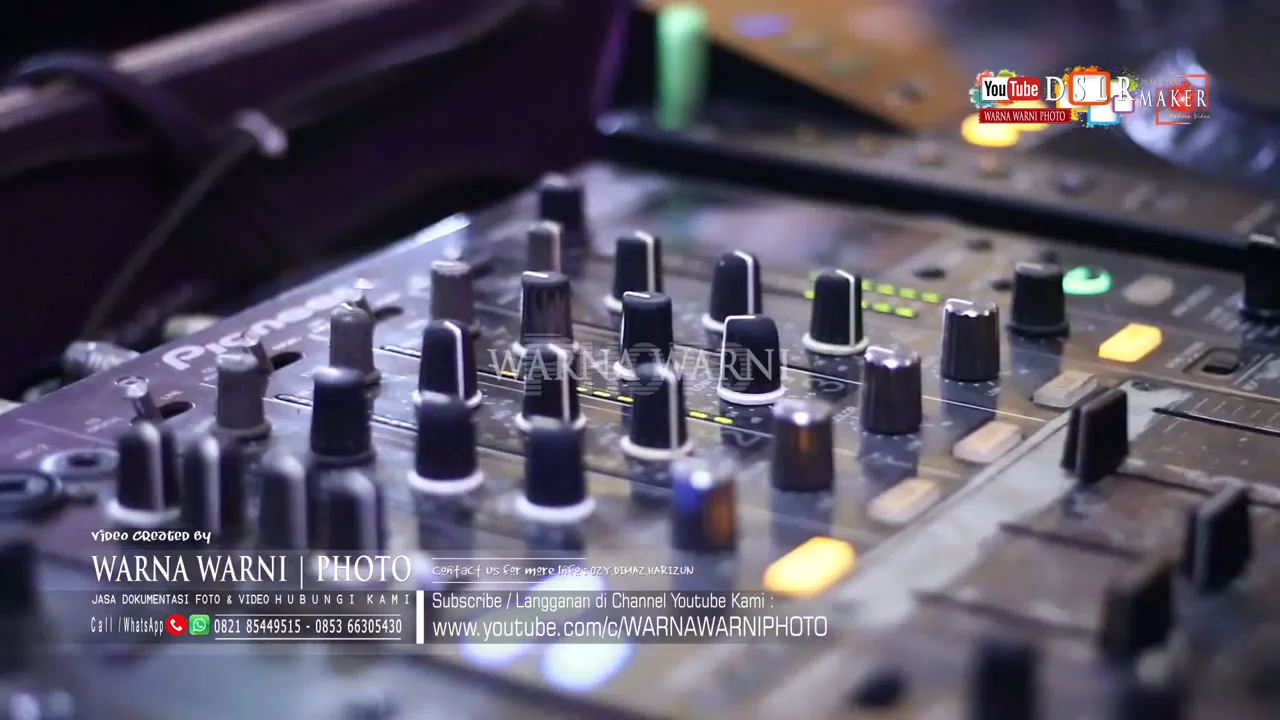 YouTube
DSLR
MAKER
WARNA WARNI PHOTO
Pioneer
WARNA WARNI
Video Created By
WARNA WARNI | PHOTO
JASA DOKUMENTASI FOTO & VIDEO HUBUNGI KAMI
Call / WhatsApp 0821 85449515 - 0853 66305430
Contact us for more Info : OZY.DIMAZ.HARIZUN
Subscribe / Langganan di Channel Youtube Kami :
www.youtube.com/c/WARNAWARNIPHOTO